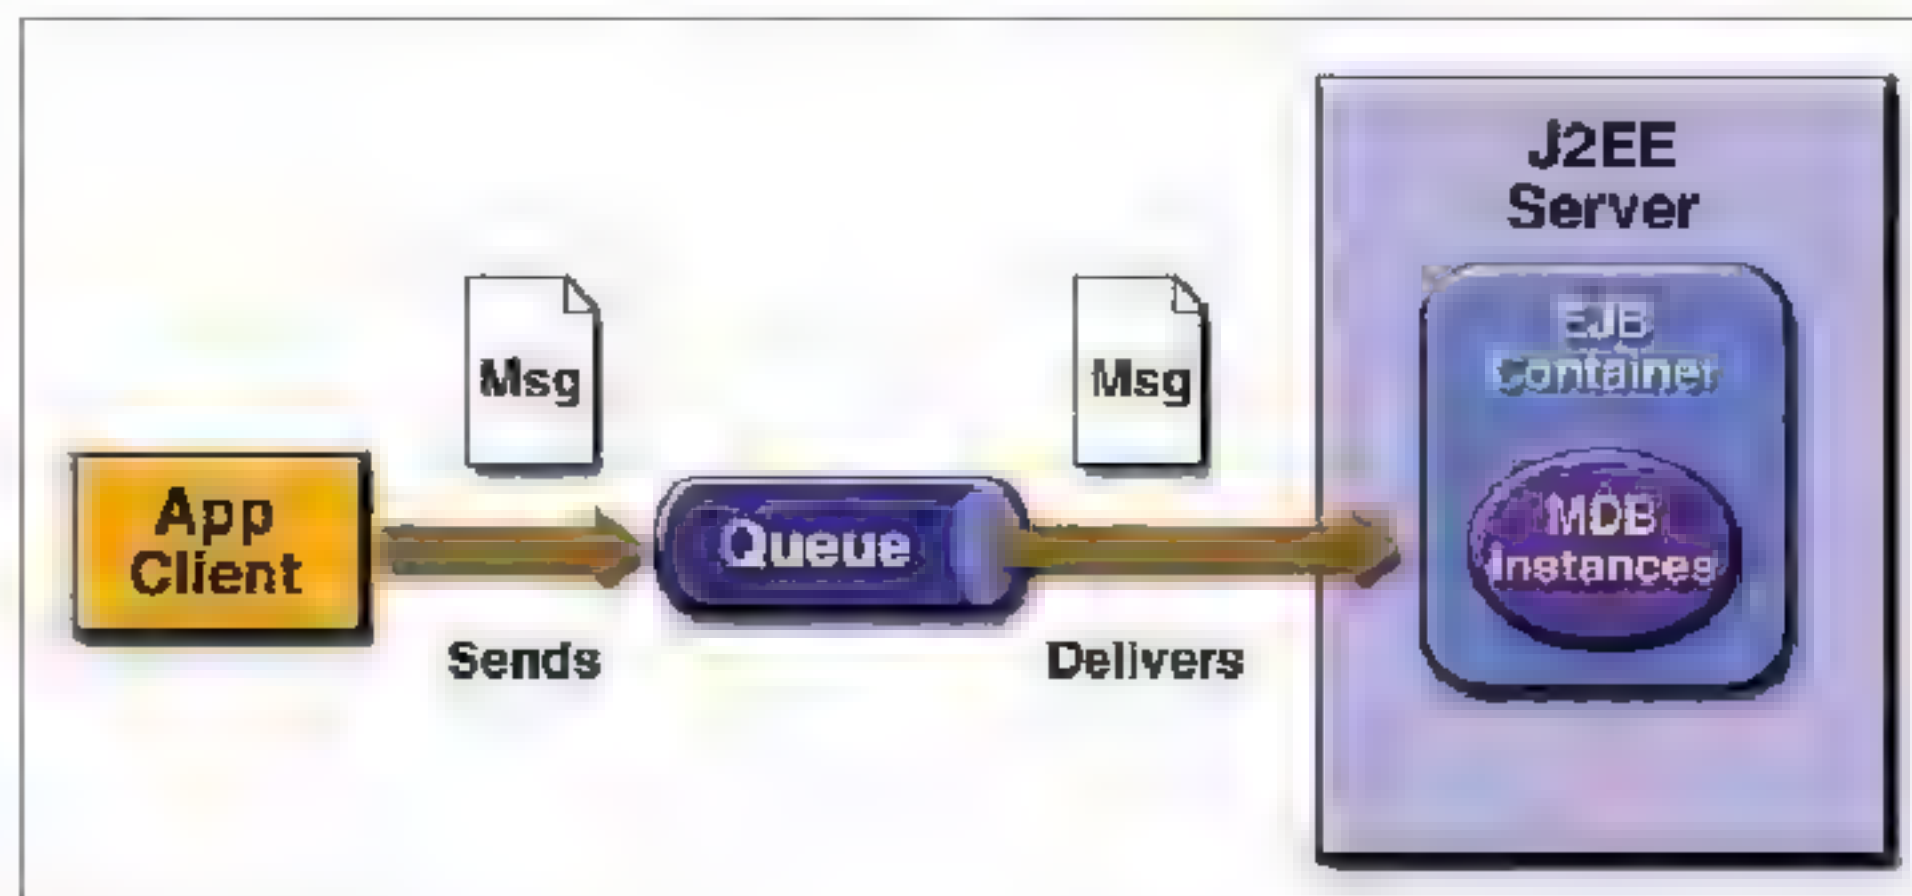 J2EE
Server
Msg
Msg
EJB
Container
App
Client
Queue
MDB
Instances
Sends
Delivers